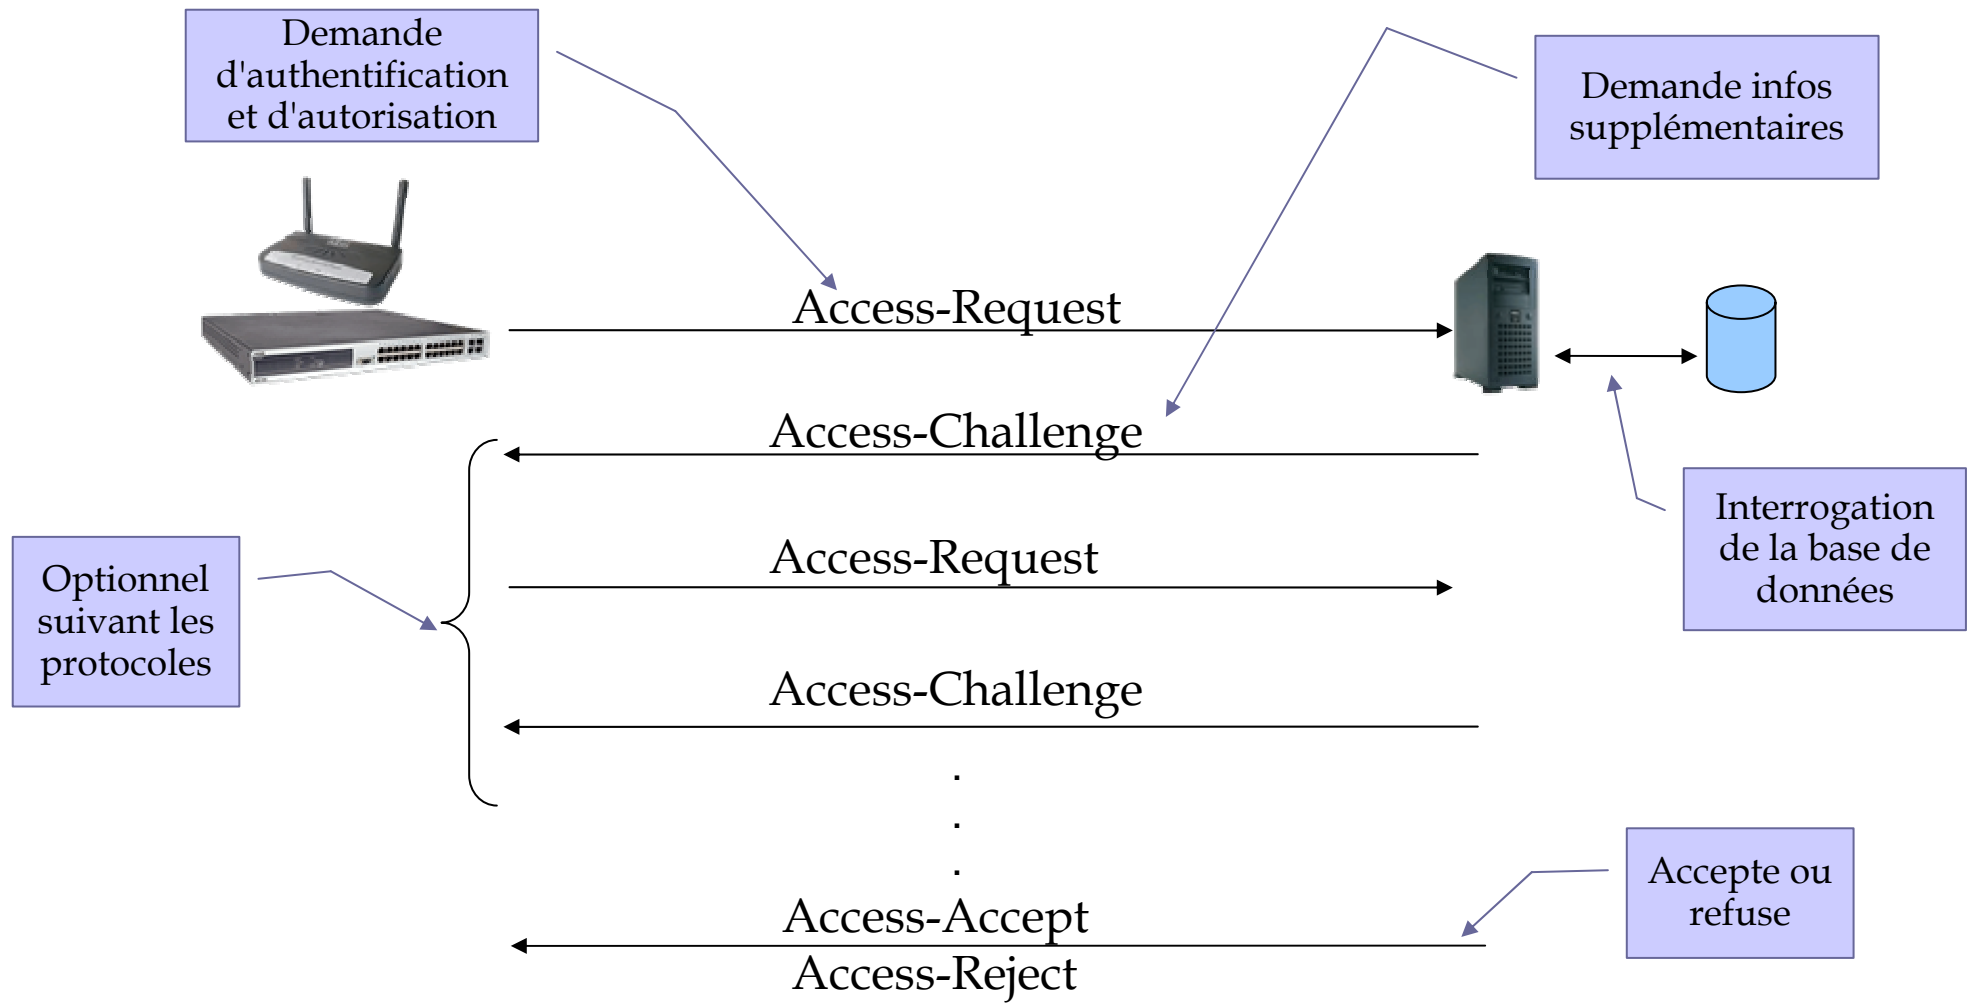 Demande
d'authentification
et d'autorisation
Demande infos
supplémentaires
Access-Request
Access-Challenge
Interrogation
de la base de
données
Access-Request
Optionnel
suivant les
protocoles
Access-Challenge
.
.
.
Accepte ou
refuse
Access-Accept
Access-Reject